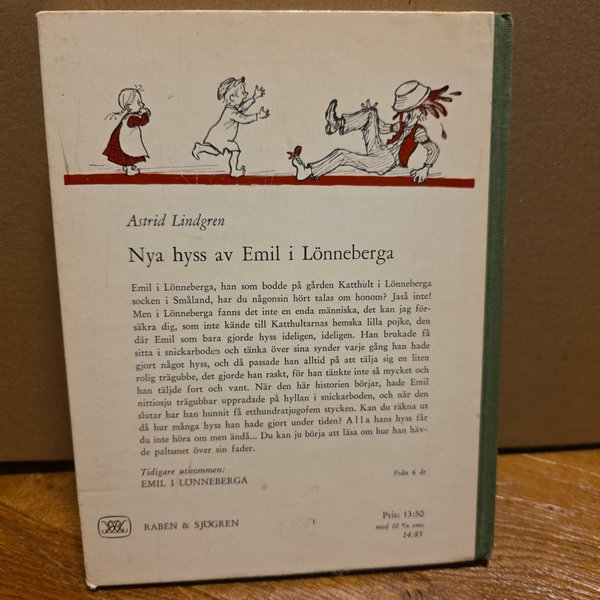 Astrid Lindgren
Nya hyss av Emil i Lönneberga
Emil i Lönneberga, han som bodde på gården Katthult i Lönneberga
socken i Småland, har du någonsin hört talas om honom? Jaså inte!
Men i Lönneberga fanns det inte en enda människa, det kan jag för-
säkra dig, som inte kände till Katthultarnas hemska lilla pojke, den
där Emil som bara gjorde hyss ideligen, ideligen. Han brukade få
sitta i snickarboden och tänka över sina synder varje gång han hade
gjort något hyss, och då passade han alltid på att tälja sig en liten
rolig trägubbe, det gjorde han raskt, för han tänkte inte så mycket och
han täljde fort och vant. När den här historien börjar, hade Emil
nittiosju trägubbar uppradade på hyllan i snickarboden, och när den
slutar har han hunnit få etthundratjugofem stycken. Kan du räkna ut
då hur många hyss han hade gjort under tiden? Alla hans hyss får
du inte höra om men ändå... Du kan ju börja att läsa om hur han häv-
de paltsmet över sin fader.
Tidigare utkommen:
Från 6 år
EMIL I LÖNNEBERGA
RABÉN & SJÖGREN
Pris: 13:50
med 10 % oms
14:85